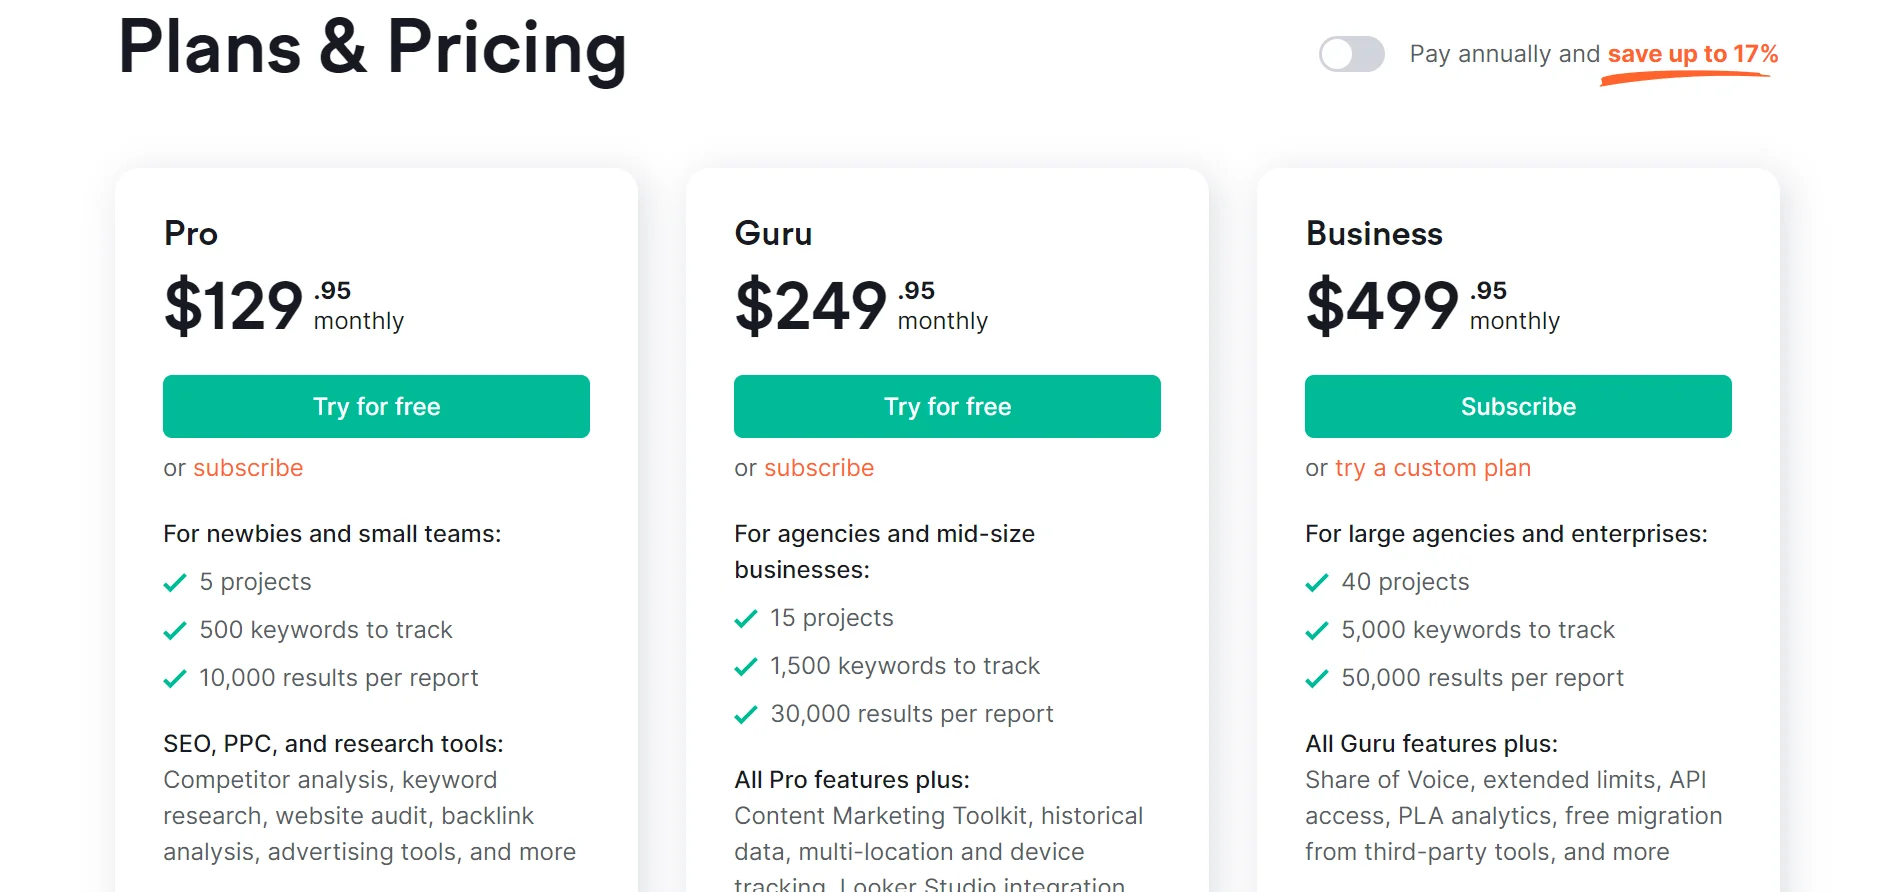 Plans & Pricing
Pay annually and save up to 17%
Pro
$129 .95
monthly
Try for free
or subscribe
For newbies and small teams:
5 projects
500 keywords to track
10,000 results per report
SEO, PPC, and research tools:
Competitor analysis, keyword
research, website audit, backlink
analysis, advertising tools, and more
Guru
$249 .95
monthly
Try for free
or subscribe
For agencies and mid-size
businesses:
15 projects
1,500 keywords to track
30,000 results per report
All Pro features plus:
Content Marketing Toolkit, historical
data, multi-location and device
tracking, Looker Studio integration
Business
$499 .95
monthly
Subscribe
or try a custom plan
For large agencies and enterprises:
40 projects
5,000 keywords to track
50,000 results per report
All Guru features plus:
Share of Voice, extended limits, API
access, PLA analytics, free migration
from third-party tools, and more